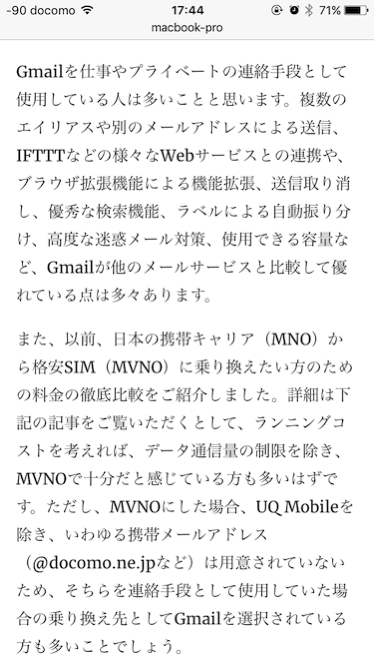 -90 docomo 17:44 71%
macbook-pro
Gmailを仕事やプライベートの連絡手段として
使用している人は多いことと思います。複数の
エイリアスや別のメールアドレスによる送信、
IFTTTなどの様々なWebサービスとの連携や、
ブラウザ拡張機能による機能拡張、送信取り消
し、優秀な検索機能、ラベルによる自動振り分
け、高度な迷惑メール対策、使用できる容量な
ど、Gmailが他のメールサービスと比較して優
れている点は多々あります。
また、以前、日本の携帯キャリア（MNO）か
ら格安SIM（MVNO）に乗り換えたい方のため
の料金の徹底比較をご紹介しました。詳細は下
記の記事をご覧いただくとして、ランニングコ
ストを考えれば、データ通信量の制限を除き、
MVNOで十分だと感じている方も多いはずで
す。ただし、MVNOにした場合、UQ Mobileを
除き、いわゆる携帯メールアドレス
（@docomo.ne.jpなど）は用意されていない
ため、そちらを連絡手段として使用していた場
合の乗り換え先としてGmailを選択されている
方も多いことでしょう。